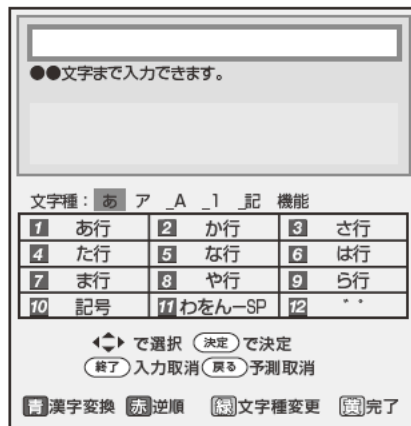 ●●文字まで入力できます。
文字種： あ ア _A _1 _記 機能
1 あ行 2 か行 3 さ行
4 た行 5 な行 6 は行
7 ま行 8 や行 9 ら行
10 記号 11 わをんーSP 12 ゛゜
で選択 決定 で決定
終了 入力取消 戻る 予測取消
青 漢字変換 赤 逆順 緑 文字種変更 黄 完了